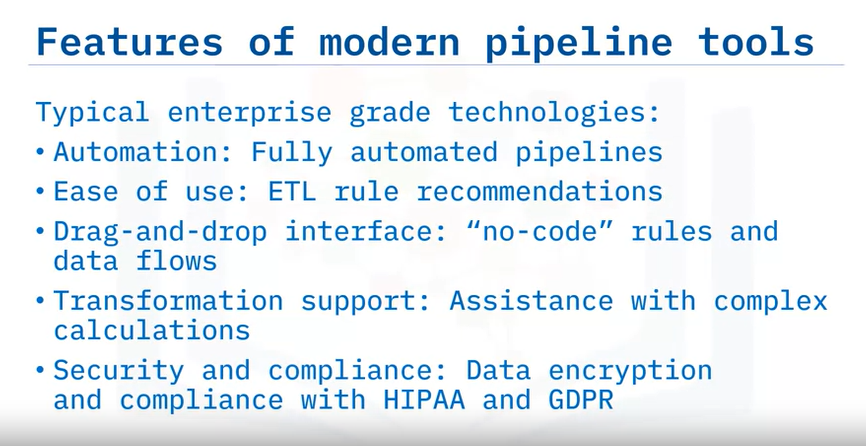 Features of modern pipeline tools
Typical enterprise grade technologies:
• Automation: Fully automated pipelines
• Ease of use: ETL rule recommendations
• Drag-and-drop interface: “no-code” rules and
data flows
• Transformation support: Assistance with complex
calculations
• Security and compliance: Data encryption
and compliance with HIPAA and GDPR